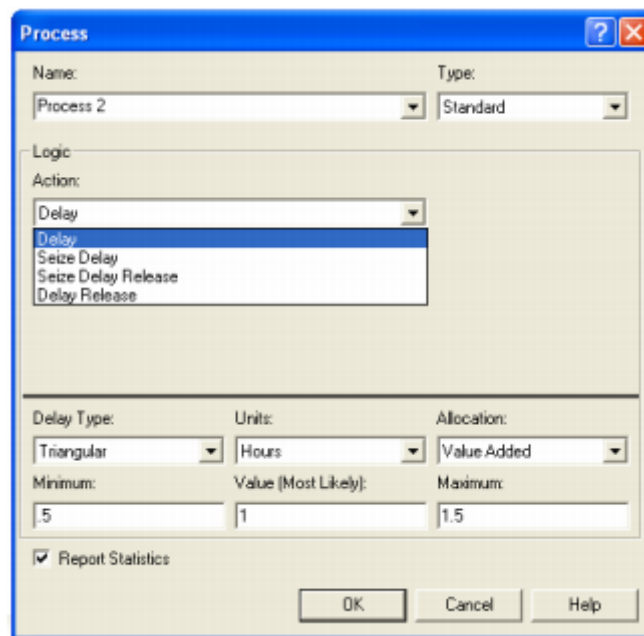 Process
Name: Type:
Process 2 Standard
Logic
Action:
Delay
Delay
Seize Delay
Seize Delay Release
Delay Release
Delay Type: Units: Allocation:
Triangular Hours Value Added
Minimum: Value (Most Likely): Maximum:
.5 1 1.5
Report Statistics
OK Cancel Help